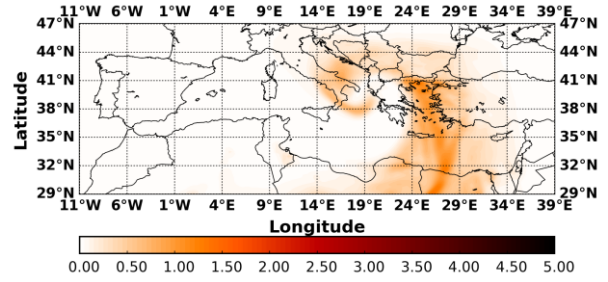 11°W 6°W 1°W 4°E 9°E 14°E 19°E 24°E 29°E 34°E 39°E
47°N 47°N
44°N 44°N
41°N 41°N
38°N 38°N
35°N 35°N
32°N 32°N
29°N 29°N
Latitude
11°W 6°W 1°W 4°E 9°E 14°E 19°E 24°E 29°E 34°E 39°E
Longitude
0.00 0.50 1.00 1.50 2.00 2.50 3.00 3.50 4.00 4.50 5.00